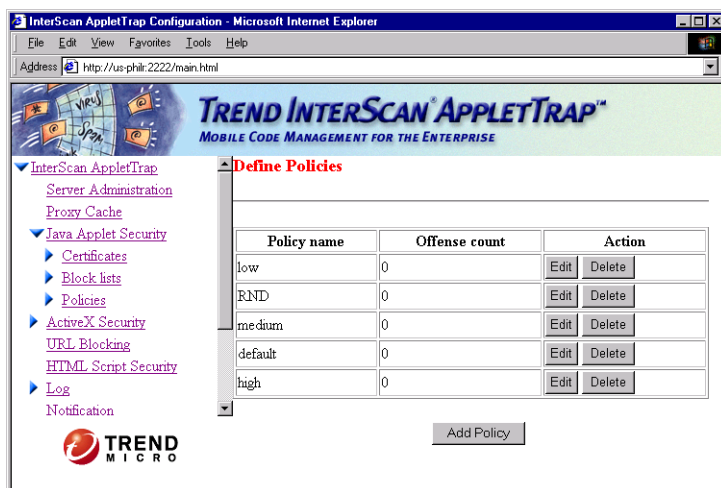 InterScan AppletTrap Configuration - Microsoft Internet Explorer
File Edit View Favorites Tools Help
Address http://us-philr:2222/main.html
VIRUS
SPAM
TREND INTERSCAN® APPLETTRAP™
MOBILE CODE MANAGEMENT FOR THE ENTERPRISE
InterScan AppletTrap
Server Administration
Proxy Cache
Java Applet Security
Certificates
Block lists
Policies
ActiveX Security
URL Blocking
HTML Script Security
Log
Notification
TREND
MICRO
Define Policies
Policy name Offense count Action
low 0 Edit Delete
RND 0 Edit Delete
medium 0 Edit Delete
default 0 Edit Delete
high 0 Edit Delete
Add Policy